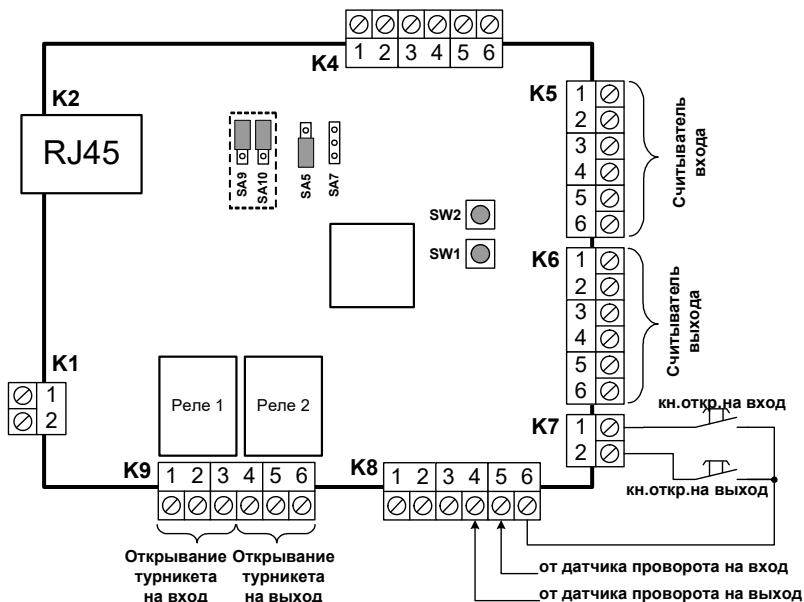 K4
1 2 3 4 5 6
K2
RJ45
SA9
SA10
SA5
SA7
SW2
SW1
K5
1
2
3
4
5
6
Считыватель
входа
K6
1
2
3
4
5
6
Считыватель
выхода
K1
1
2
Реле 1
Реле 2
K7
1
2
кн.откр.на вход
кн.откр.на выход
K9
1 2 3 4 5 6
K8
1 2 3 4 5 6
Открывание
турникета
на вход
Открывание
турникета
на выход
от датчика проворота на вход
от датчика проворота на выход